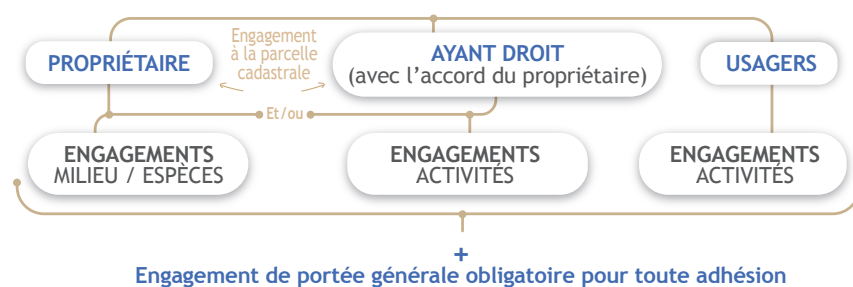 PROPRIÉTAIRE
Engagement
à la parcelle
cadastrale
AYANT DROIT
(avec l’accord du propriétaire)
USAGERS
Et/ou
ENGAGEMENTS
MILIEU / ESPÈCES
ENGAGEMENTS
ACTIVITÉS
ENGAGEMENTS
ACTIVITÉS
+
Engagement de portée générale obligatoire pour toute adhésion